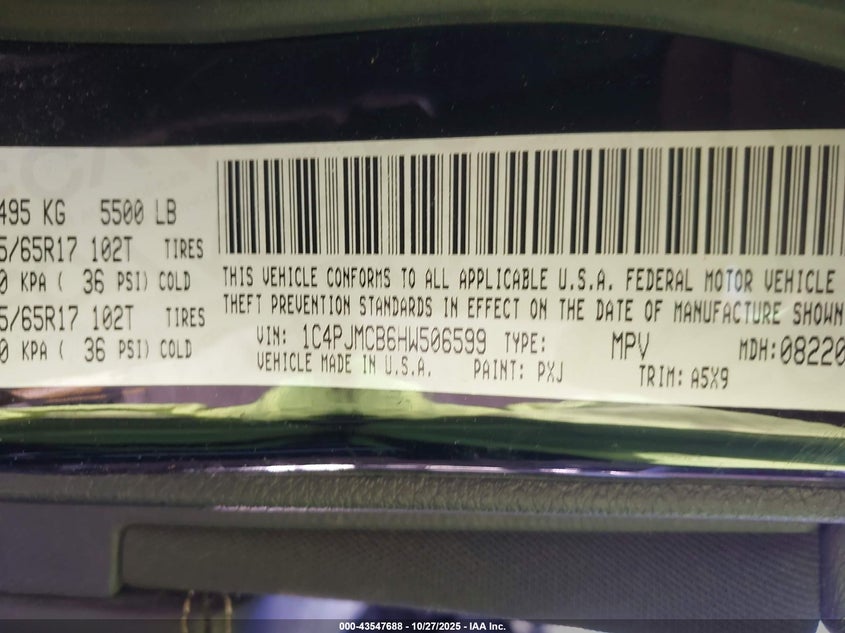 495 KG 5500 LB
5/65R17 102T TIRES
0 KPA ( 36 PSI) COLD
5/65R17 102T TIRES
0 KPA ( 36 PSI) COLD
THIS VEHICLE CONFORMS TO ALL APPLICABLE U.S.A. FEDERAL MOTOR VEHICLE
THEFT PREVENTION STANDARDS IN EFFECT ON THE DATE OF MANUFACTURE SHOWN
VIN: 1C4PJMCB6HW506599 TYPE: MPV MDH:08220
VEHICLE MADE IN U.S.A. PAINT: PXJ TRIM: A5X9
000-43547688 - 10/27/2025 - IAA Inc.